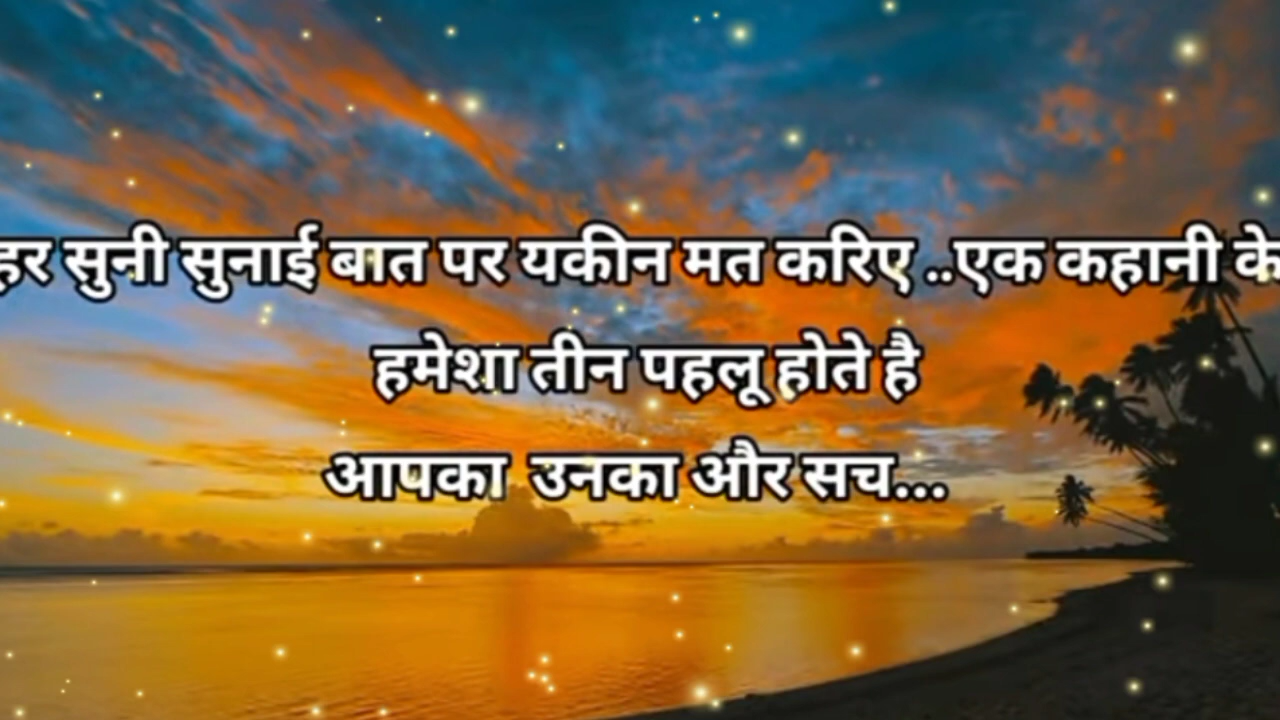 हर सुनी सुनाई बात पर यकीन मत करिए ..एक कहानी के
हमेशा तीन पहलू होते है
आपका उनका और सच...